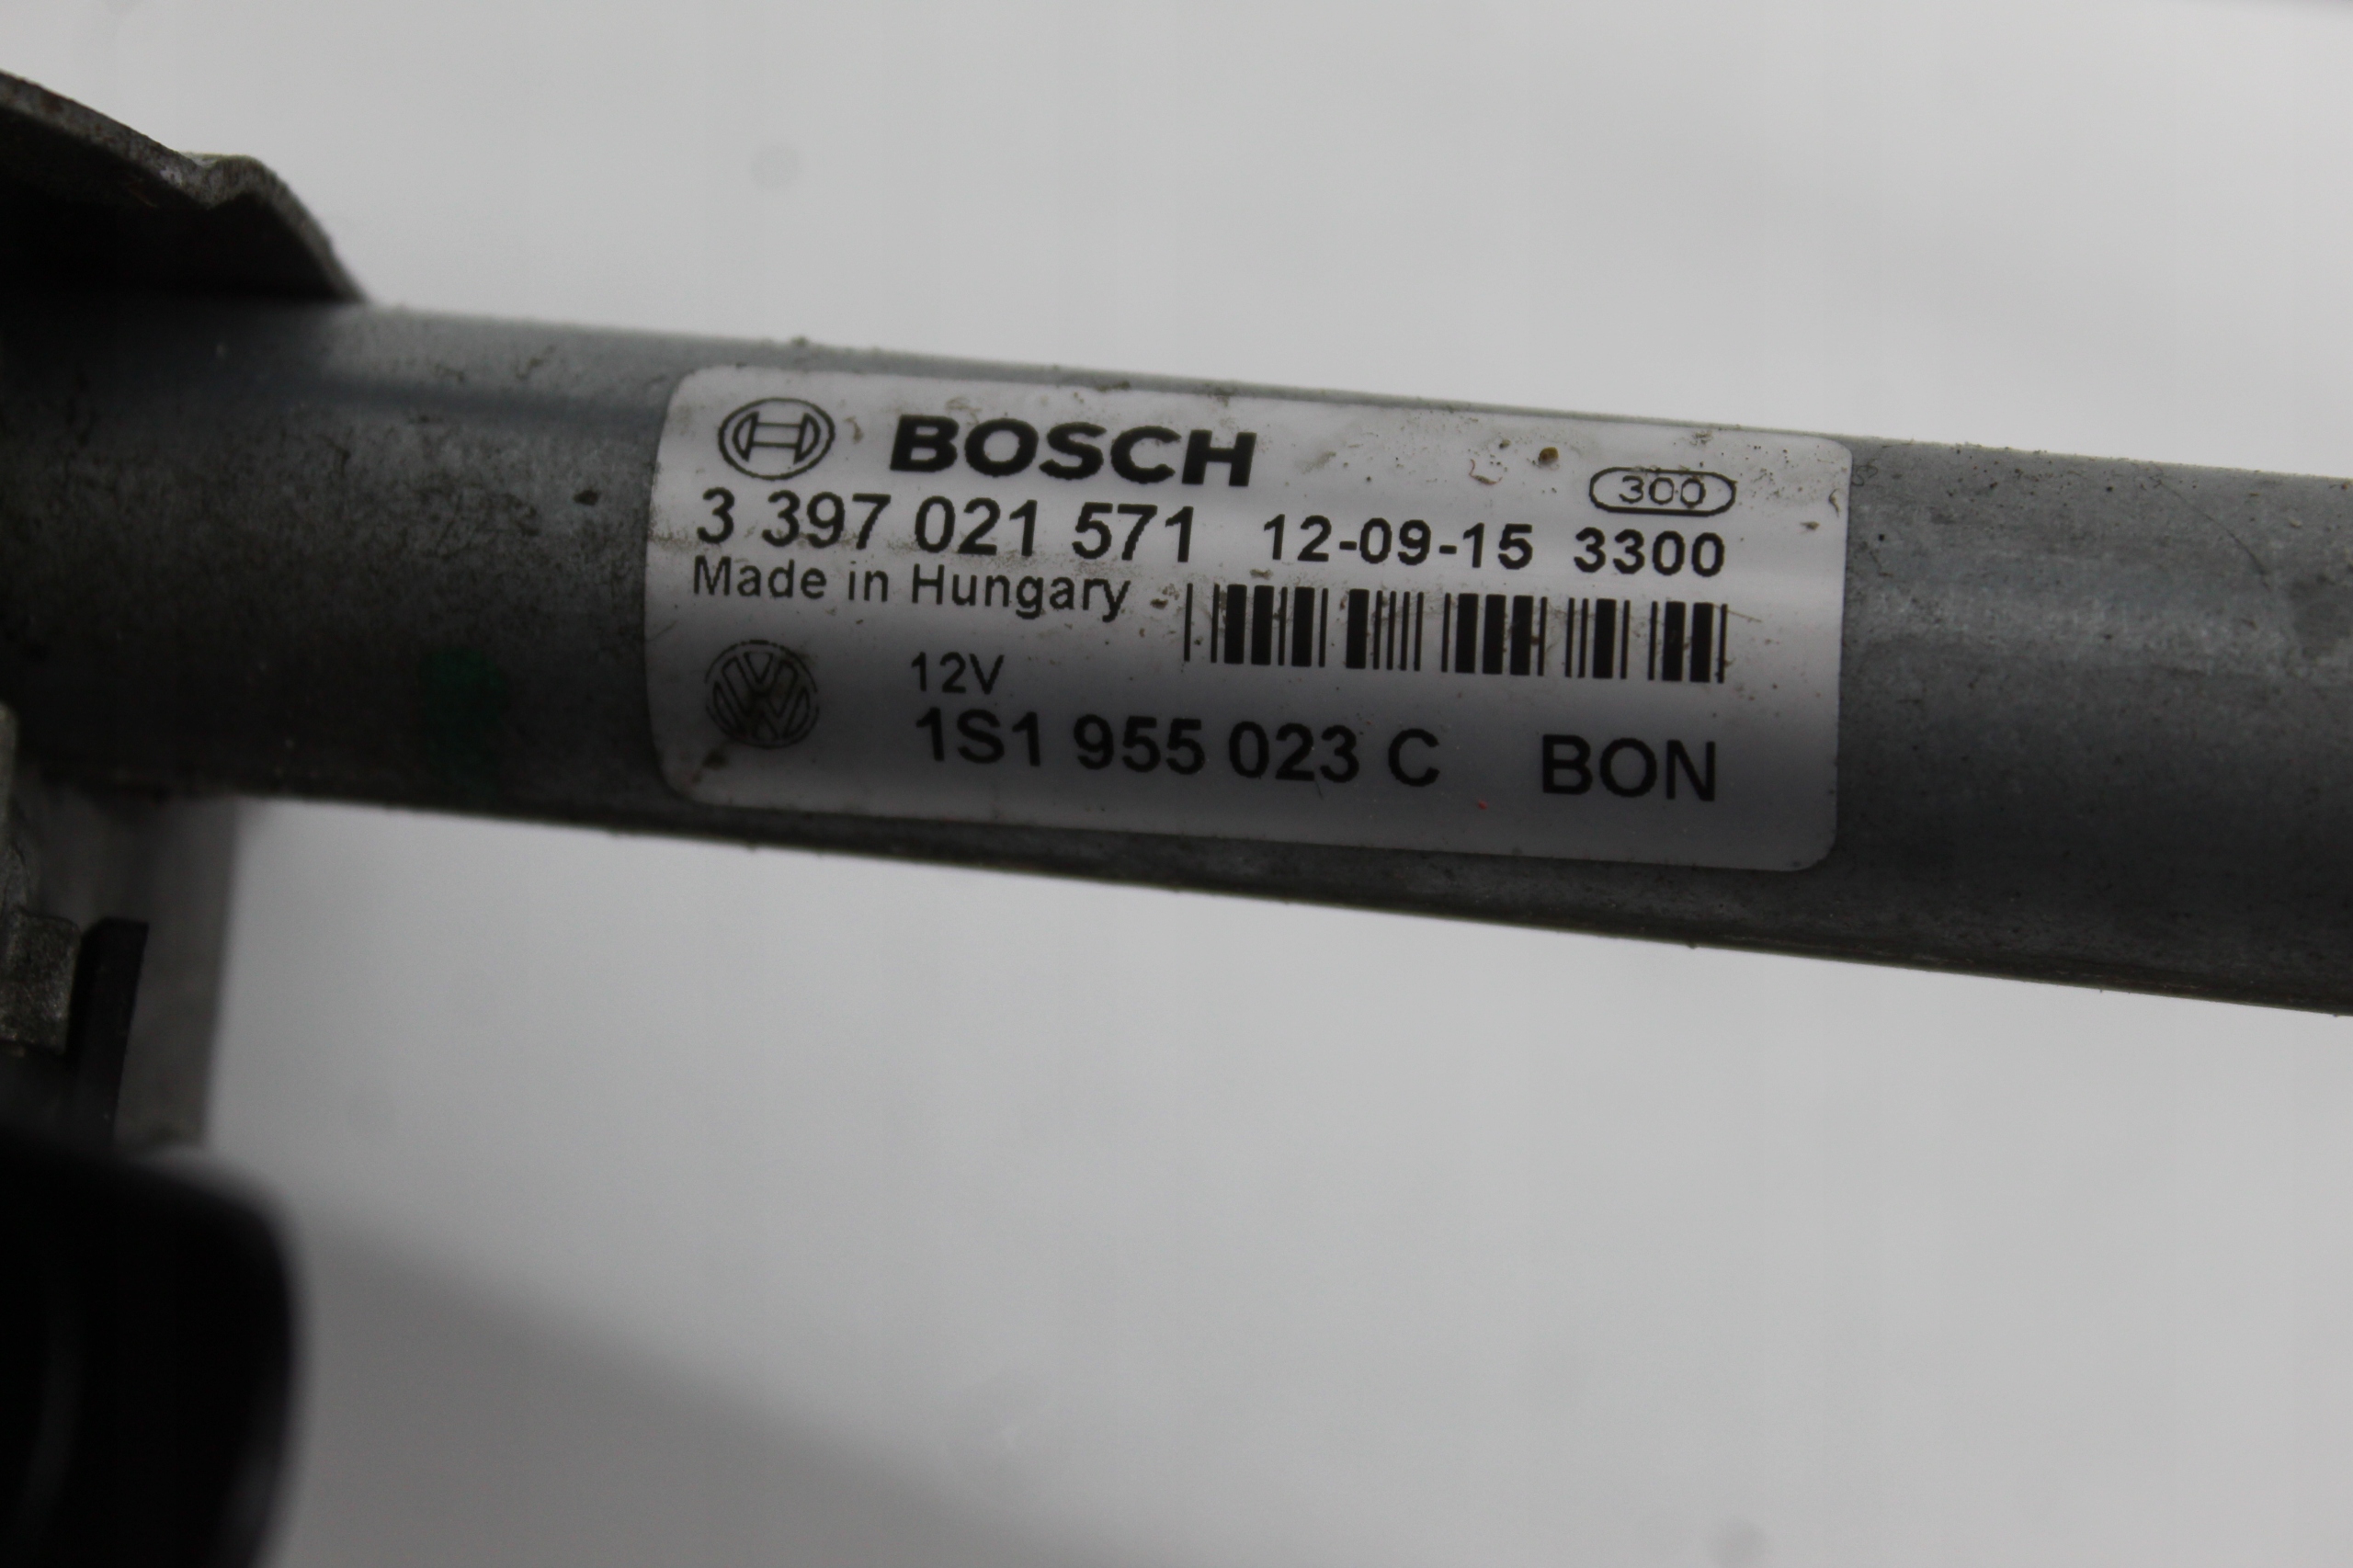 BOSCH
300
3 397 021 571 12-09-15 3300
Made in Hungary
12V
1S1 955 023 C BON